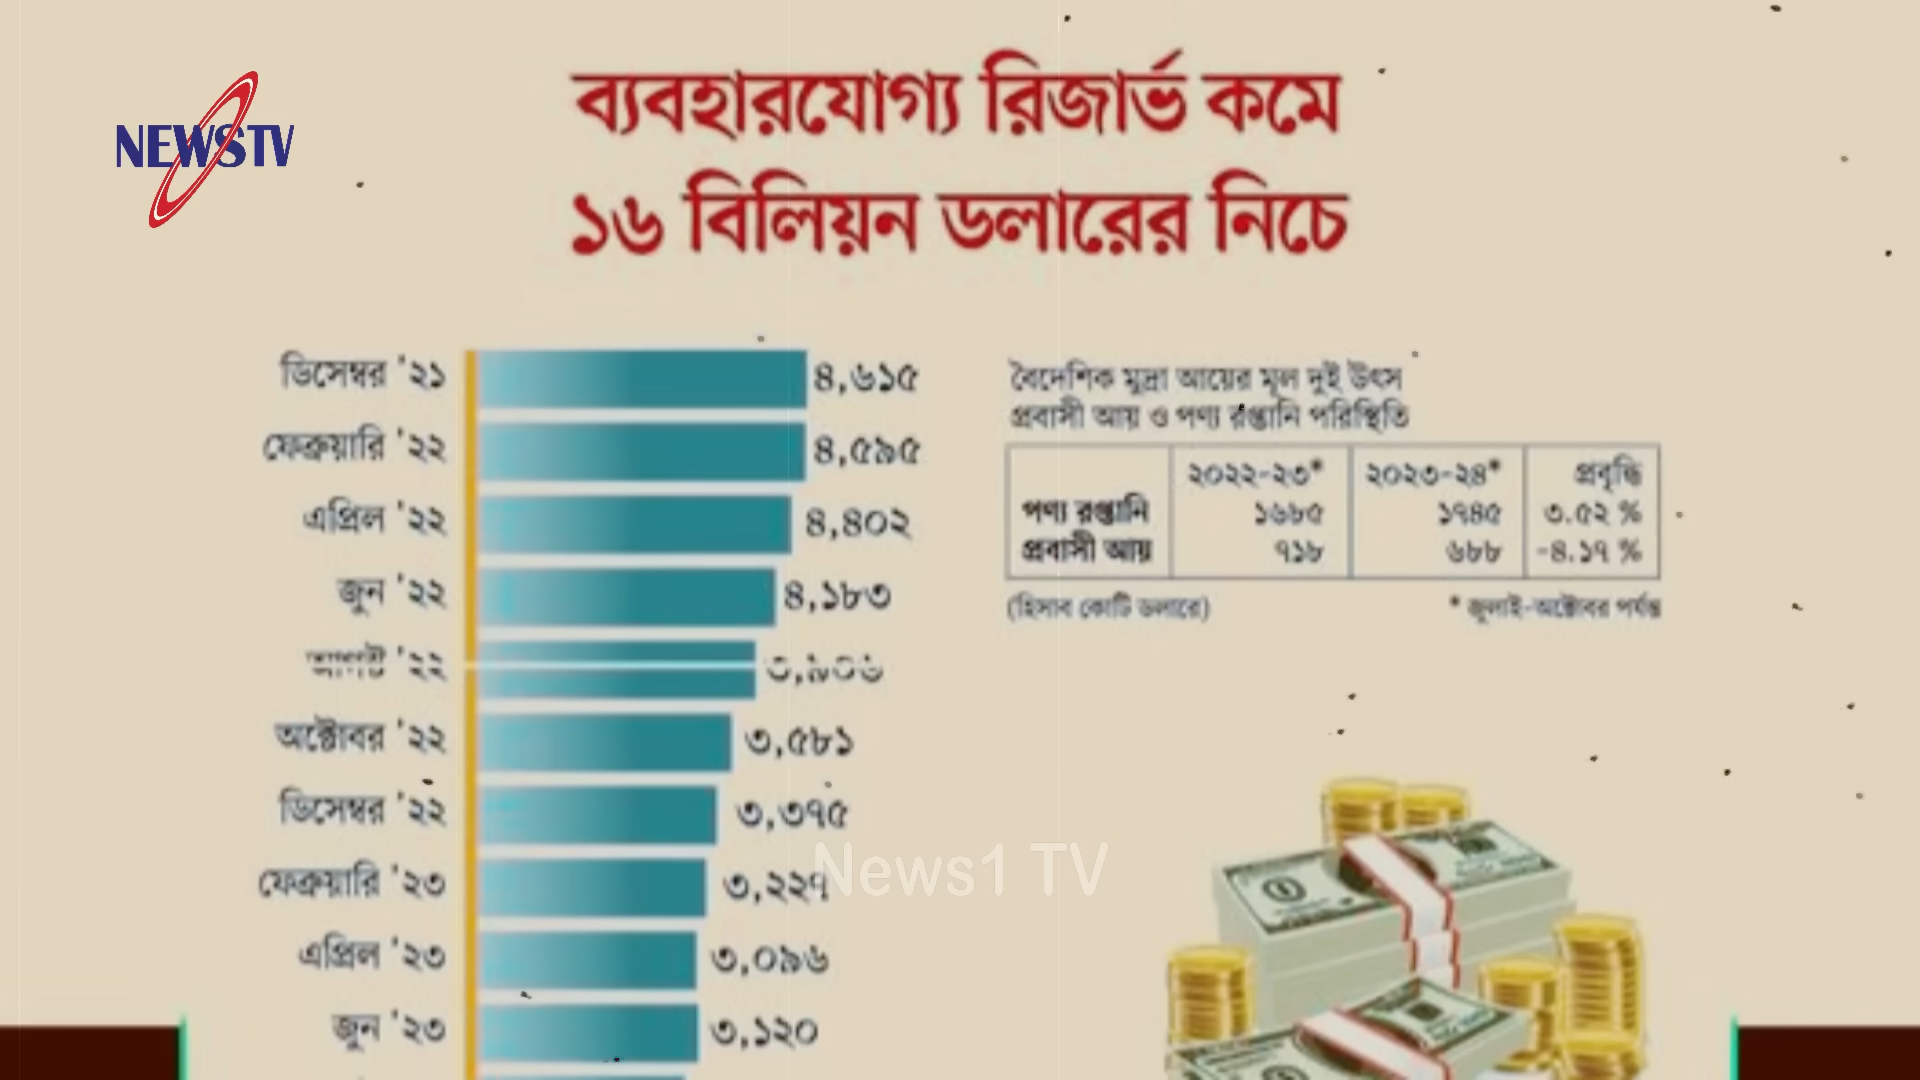 NEWSTV
ব্যবহারযোগ্য রিজার্ভ কমে
১৬ বিলিয়ন ডলারের নিচে
ডিসেম্বর '২১ ৪,৬১৫
ফেব্রুয়ারি '২২ ৪,৫৯৫
এপ্রিল '২২ ৪,৪০২
জুন '২২ ৪,১৮৩
'২২ ৩,৯০৬
অক্টোবর '২২ ৩,৫৮১
ডিসেম্বর '২২ ৩,৩৭৫
ফেব্রুয়ারি '২৩ ৩,২২৭
এপ্রিল '২৩ ৩,০৯৬
জুন '২৩ ৩,১২০
বৈদেশিক মুদ্রা আয়ের মূল দুই উৎস
প্রবাসী আয় ও পণ্য রপ্তানি পরিস্থিতি
২০২২-২৩* ২০২৩-২৪* প্রবৃদ্ধি
পণ্য রপ্তানি ১৬৮৫ ১৭৪৫ ৩.৫২ %
প্রবাসী আয় ৭১৮ ৬৮৮ -৪.১৭ %
(হিসাব কোটি ডলারে) * জুলাই-অক্টোবর পর্যন্ত
News1 TV